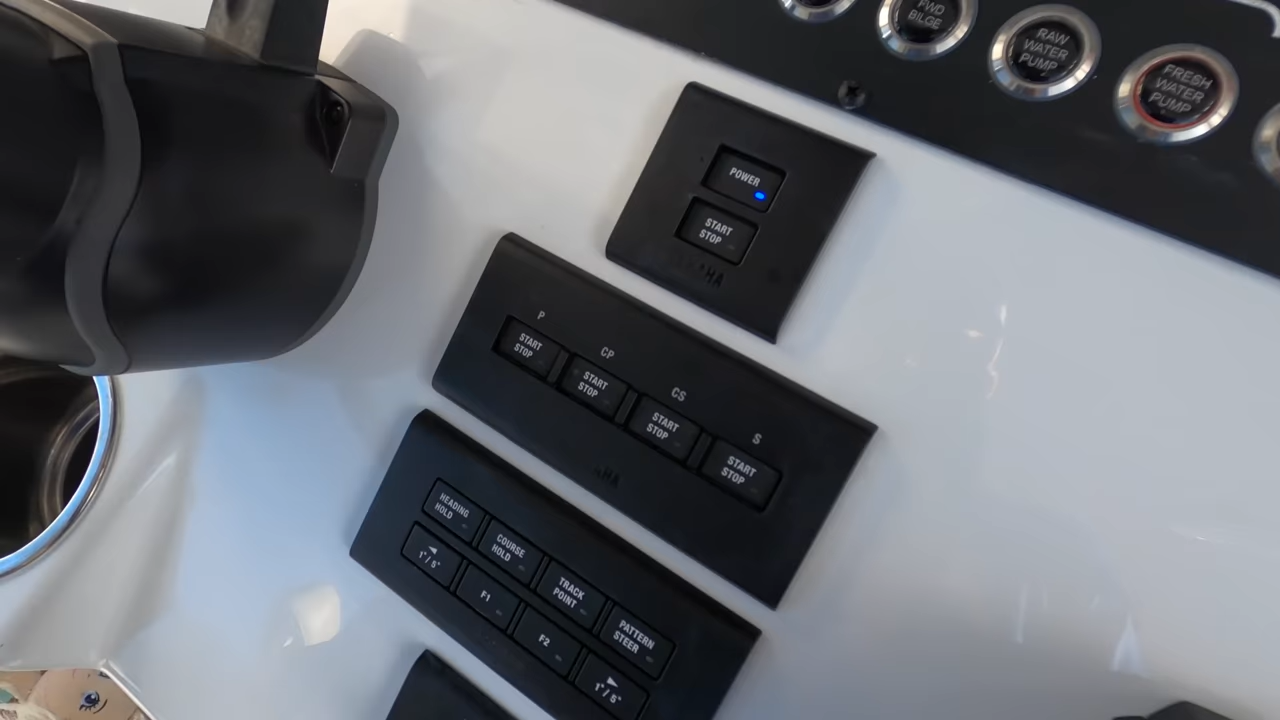 FWD
BILGE
RAW
WATER
PUMP
FRESH
WATER
PUMP
POWER
START
STOP
P
CP
CS
S
START
STOP
START
STOP
START
STOP
START
STOP
HEADING
HOLD
COURSE
HOLD
TRACK
POINT
PATTERN
STEER
1°/5°
F1
F2
1°/5°